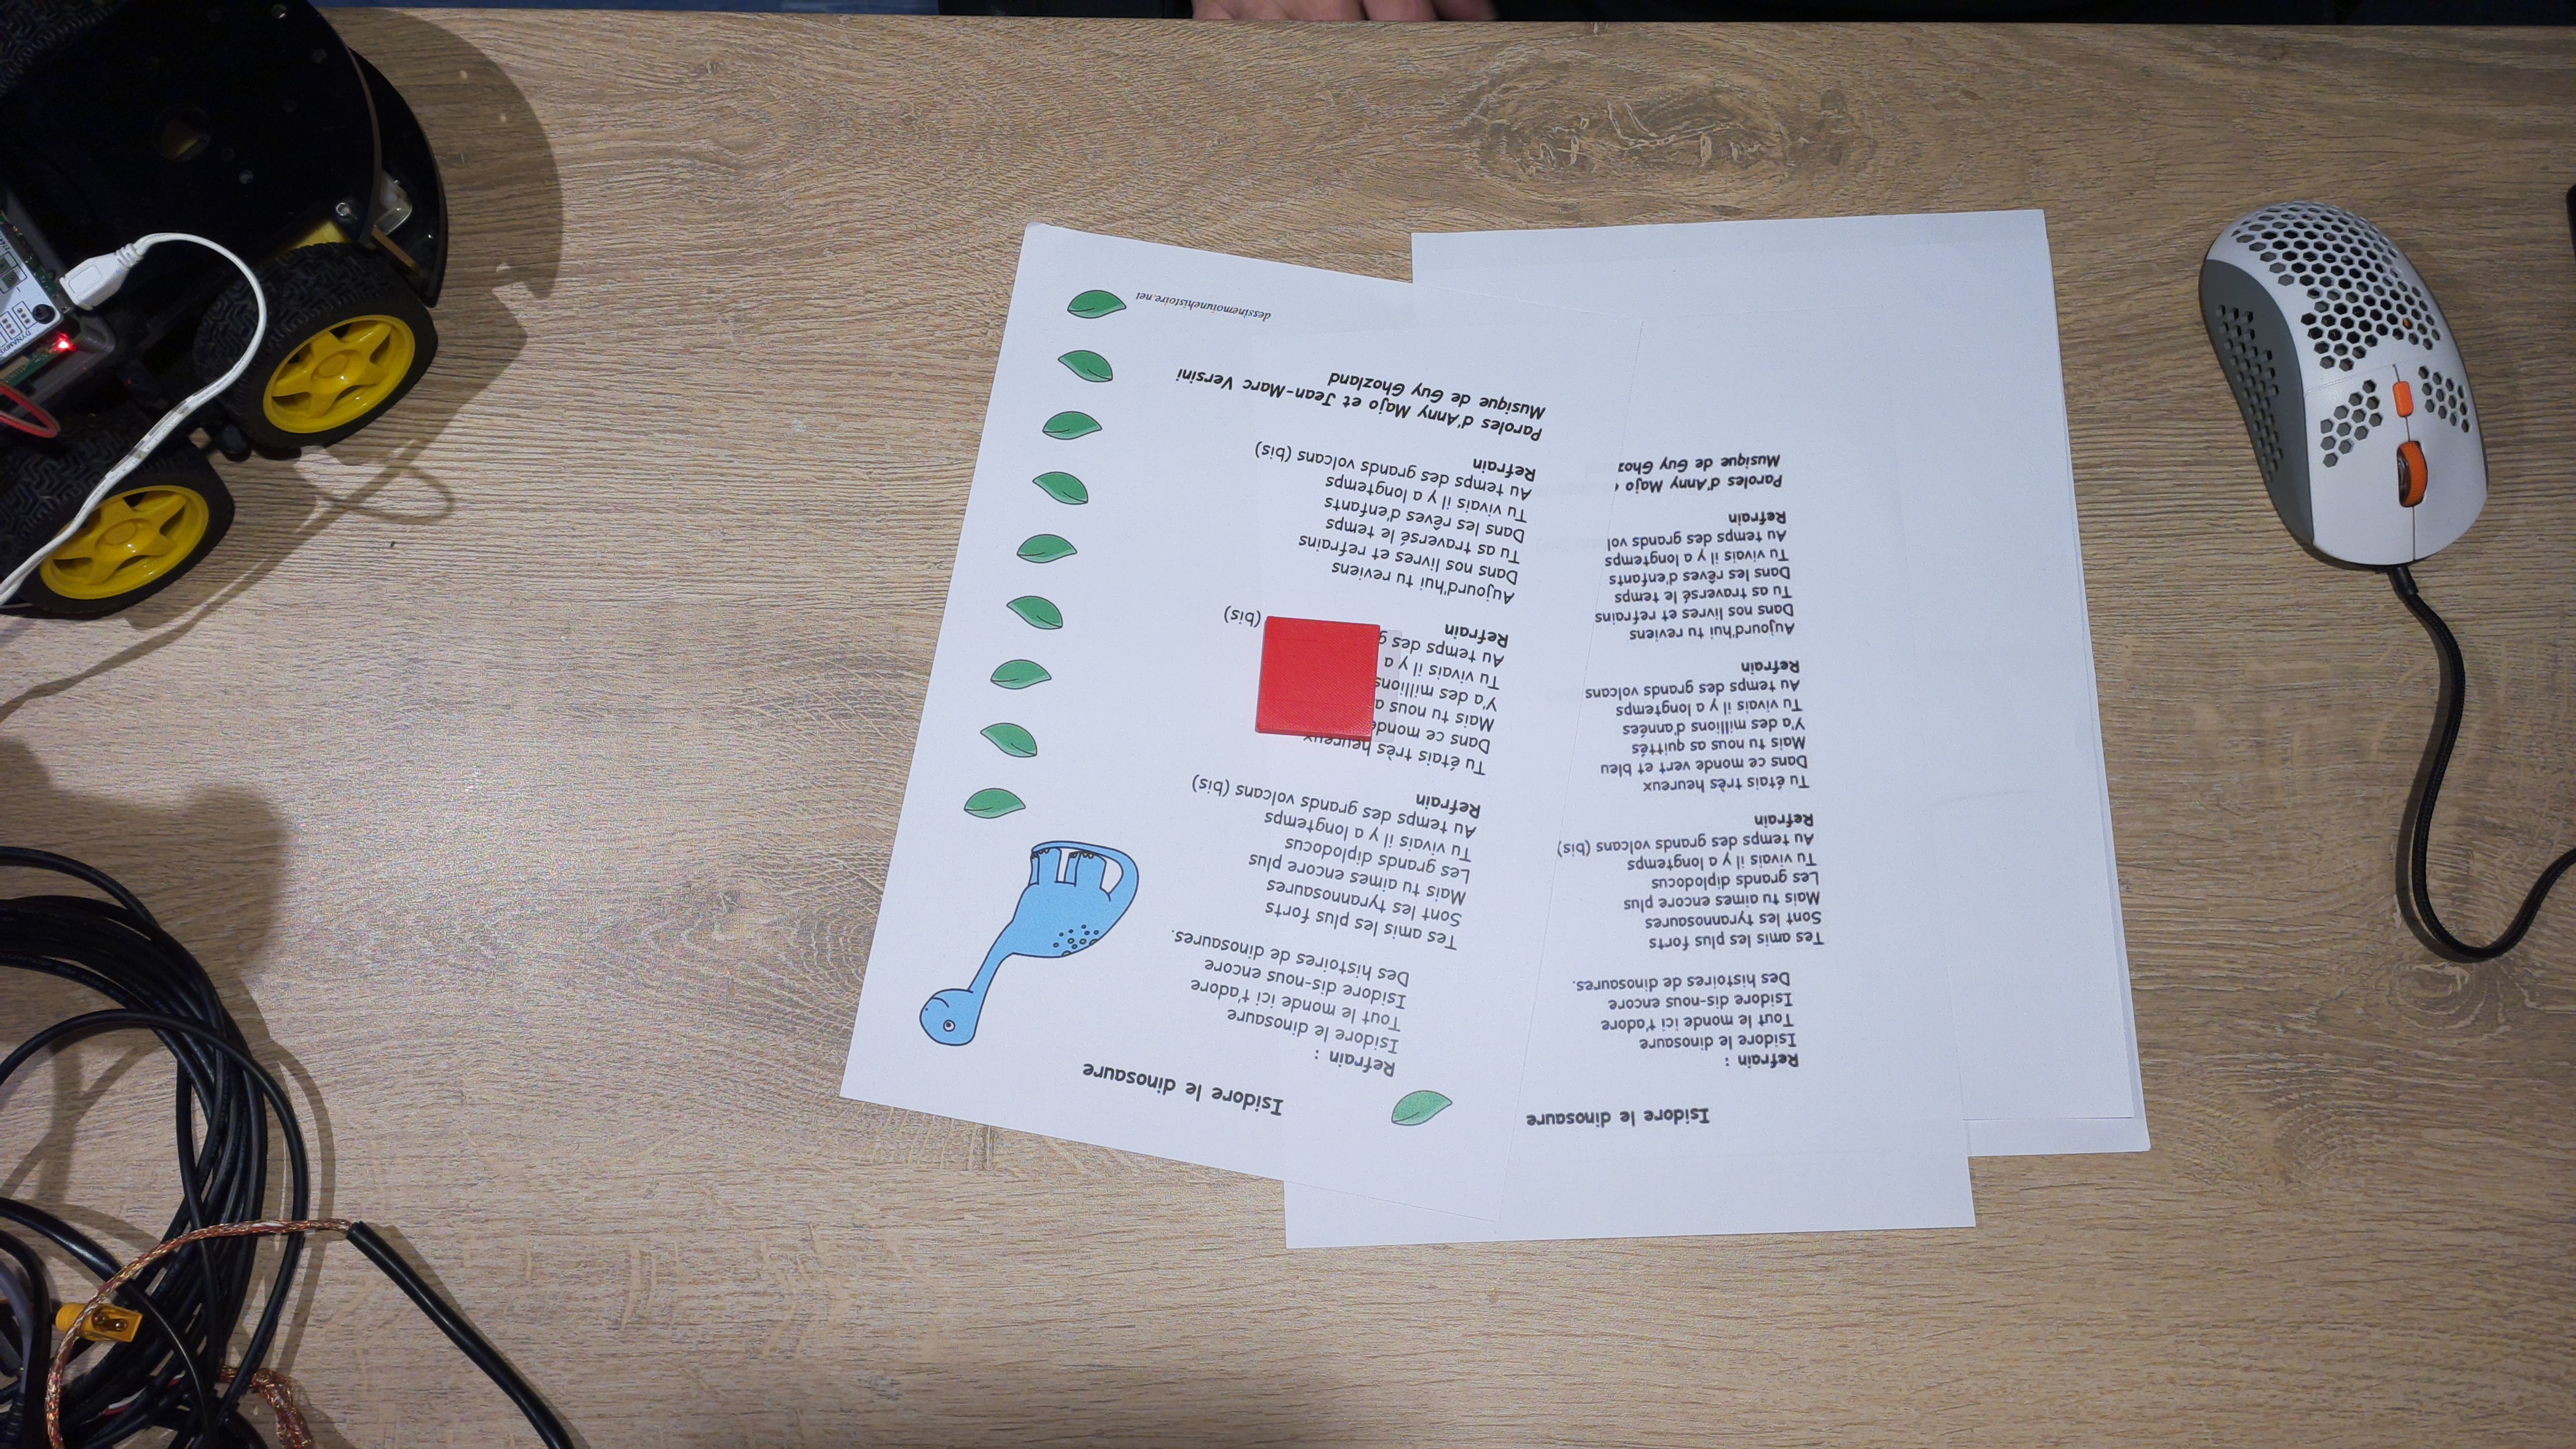 Isidore le dinosaure
Refrain :
Isidore le dinosaure
Tout le monde ici t'adore
Isidore dis-nous encore
Des histoires de dinosaures.
Tes amis les plus forts
Sont les tyrannosaures
Mais tu aimes encore plus
Les grands diplodocus
Tu vivais il y a longtemps
Au temps des grands volcans (bis)
Refrain
Tu étais très heureux
Dans ce monde
Mais tu nous
Y'a des millions
Tu vivais il y a
Au temps des (bis)
Refrain
Aujourd'hui tu reviens
Dans nos livres et refrains
Tu as traversé le temps
Dans les rêves d'enfants
Tu vivais il y a longtemps
Au temps des grands volcans (bis)
Refrain
Paroles d'Anny Majo et Jean-Marc Versini
Musique de Guy Ghozland
dessinemoiunehistoire.net
Isidore le dinosaure
Refrain :
Isidore le dinosaure
Tout le monde ici t'adore
Isidore dis-nous encore
Des histoires de dinosaures.
Tes amis les plus forts
Sont les tyrannosaures
Mais tu aimes encore plus
Les grands diplodocus
Tu vivais il y a longtemps
Au temps des grands volcans (bis)
Refrain
Tu étais très heureux
Dans ce monde vert et bleu
Mais tu nous as quittés
Y'a des millions d'années
Tu vivais il y a longtemps
Au temps des grands volcans
Refrain
Aujourd'hui tu reviens
Dans nos livres et refrains
Tu as traversé le temps
Dans les rêves d'enfants
Tu vivais il y a longtemps
Au temps des grands vol
Refrain
Paroles d'Anny Majo
Musique de Guy Ghoz